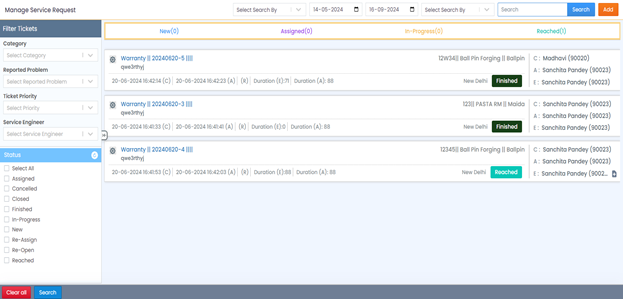 Manage Service Request
Select Search By
14-05-2024
16-09-2024
Select Search By
Search
Search
Add
Filter Tickets
Category
Select Category
Reported Problem
Select Reported Problem
Ticket Priority
Select Priority
Service Engineer
Select Service Engineer
Status
Select All
Assigned
Cancelled
Closed
Finished
In-Progress
New
Re-Assign
Re-Open
Reached
Clear all
Search
New(0)
Assigned(0)
In-Progress(0)
Reached(1)
Warranty || 20240620-5 ||||
12W34|| Ball Pin Forging || Ballpin
C : Madhavi (90020)
qwe3rthyj
A : Sanchita Pandey (90023)
New Delhi
Finished
E : Sanchita Pandey (90023)
20-06-2024 16:42:14 (C)
20-06-2024 16:42:23 (A)
(R)
Duration (E):71
Duration (A): 88
Warranty || 20240620-3 ||||
123|| PASTA RM || Maida
C : Sanchita Pandey (90023)
qwe3rthyj
A : Sanchita Pandey (90023)
New Delhi
Finished
E : Sanchita Pandey (90023)
20-06-2024 16:41:33 (C)
20-06-2024 16:41:41 (A)
(R)
Duration (E):0
Duration (A): 88
Warranty || 20240620-4 ||||
12345|| Ball Pin Forging || Ballpin
C : Sanchita Pandey (90023)
qwe3rthyj
A : Sanchita Pandey (90023)
New Delhi
Reached
E : Sanchita Pandey (9002...
20-06-2024 16:41:53 (C)
20-06-2024 16:42:03 (A)
(R)
Duration (E):88
Duration (A): 88